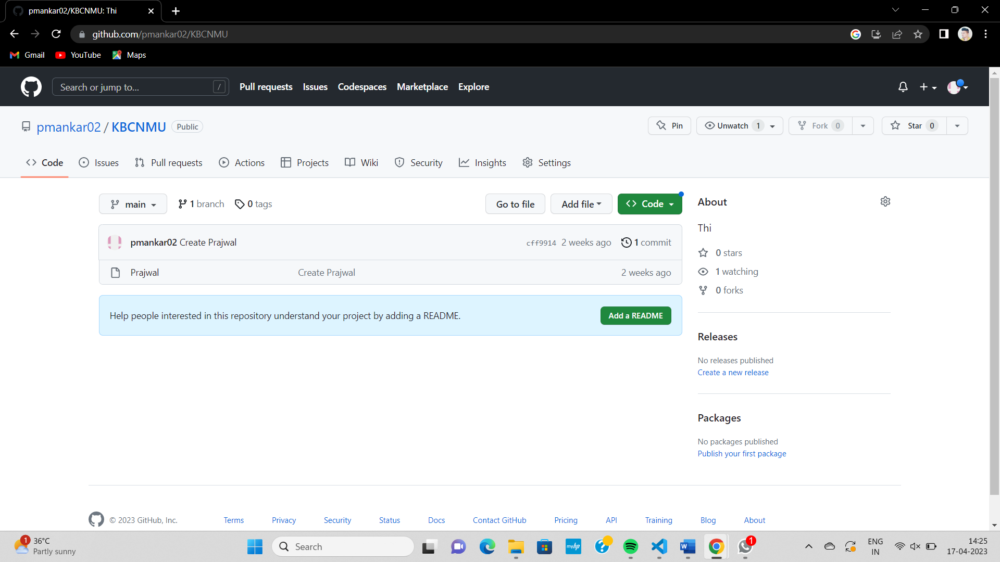 pmankar02/KBCNMU: Thi
github.com/pmankar02/KBCNMU
Gmail YouTube Maps
Search or jump to... / Pull requests Issues Codespaces Marketplace Explore
pmankar02 / KBCNMU Public Pin Unwatch 1 Fork 0 Star 0
Code Issues Pull requests Actions Projects Wiki Security Insights Settings
main 1 branch 0 tags Go to file Add file Code
pmankar02 Create Prajwal cff9914 2 weeks ago 1 commit
Prajwal Create Prajwal 2 weeks ago
Help people interested in this repository understand your project by adding a README. Add a README
About
Thi
0 stars
1 watching
0 forks
Releases
No releases published
Create a new release
Packages
No packages published
Publish your first package
© 2023 GitHub, Inc. Terms Privacy Security Status Docs Contact GitHub Pricing API Training Blog About
1 36°C
Partly sunny
Search
myhp
?
W
1
ENG
IN
14:25
17-04-2023